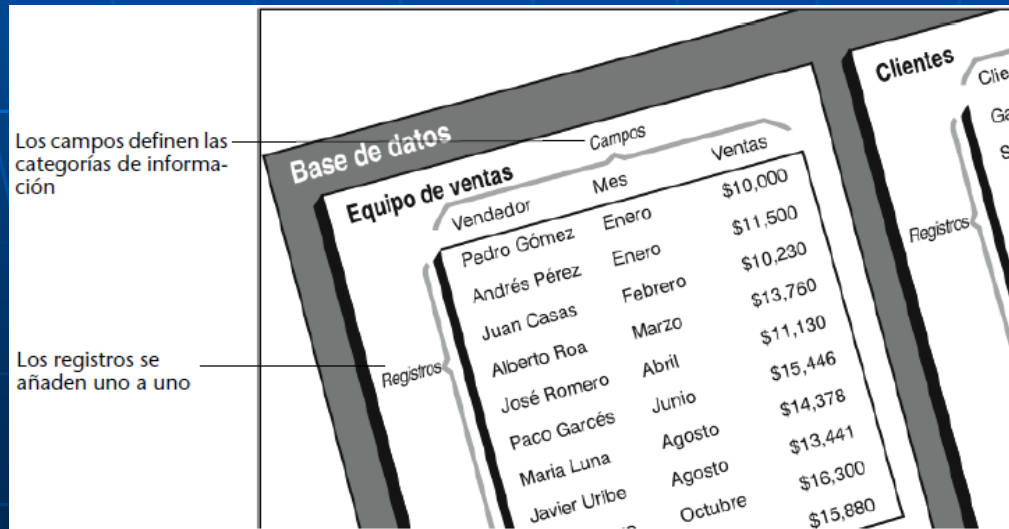 Los campos definen las
categorías de informa-
ción
Los registros se
añaden uno a uno
Base de datos
Equipo de ventas
Campos
Vendedor Mes Ventas
Registros
Pedro Gómez Enero $10,000
Andrés Pérez Enero $11,500
Juan Casas Febrero $10,230
Alberto Roa Marzo $13,760
José Romero Abril $11,130
Paco Garcés Junio $15,446
Maria Luna Agosto $14,378
Javier Uribe Agosto $13,441
Octubre $16,300
$15,880
Clientes
Registros